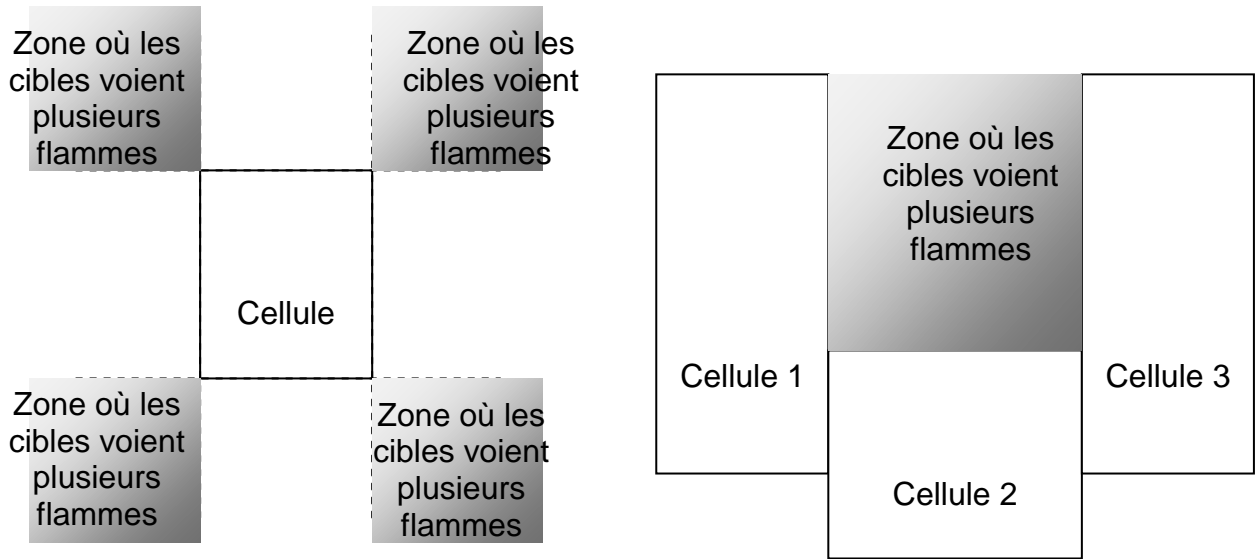 Zone où les
cibles voient
plusieurs
flammes
Zone où les
cibles voient
plusieurs
flammes
Cellule
Zone où les
cibles voient
plusieurs
flammes
Zone où les
cibles voient
plusieurs
flammes
Zone où les
cibles voient
plusieurs
flammes
Cellule 1
Cellule 3
Cellule 2